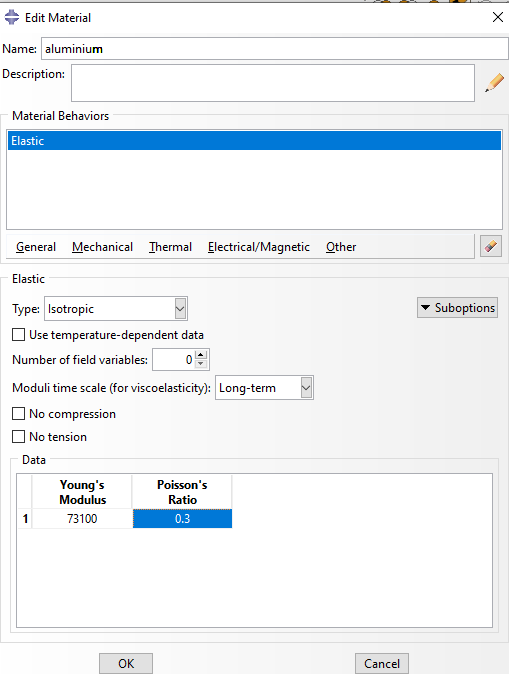 Edit Material
Name: aluminium
Description:
Material Behaviors
Elastic
General Mechanical Thermal Electrical/Magnetic Other
Elastic
Type: Isotropic
Suboptions
Use temperature-dependent data
Number of field variables: 0
Moduli time scale (for viscoelasticity): Long-term
No compression
No tension
Data
Young's Poisson's
Modulus Ratio
1 73100 0.3
OK Cancel